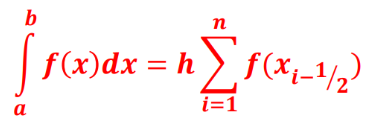 ∫ₐᵇ f(x)dx = h ∑ᵢ₌₁ⁿ f(x_{i−1/2})